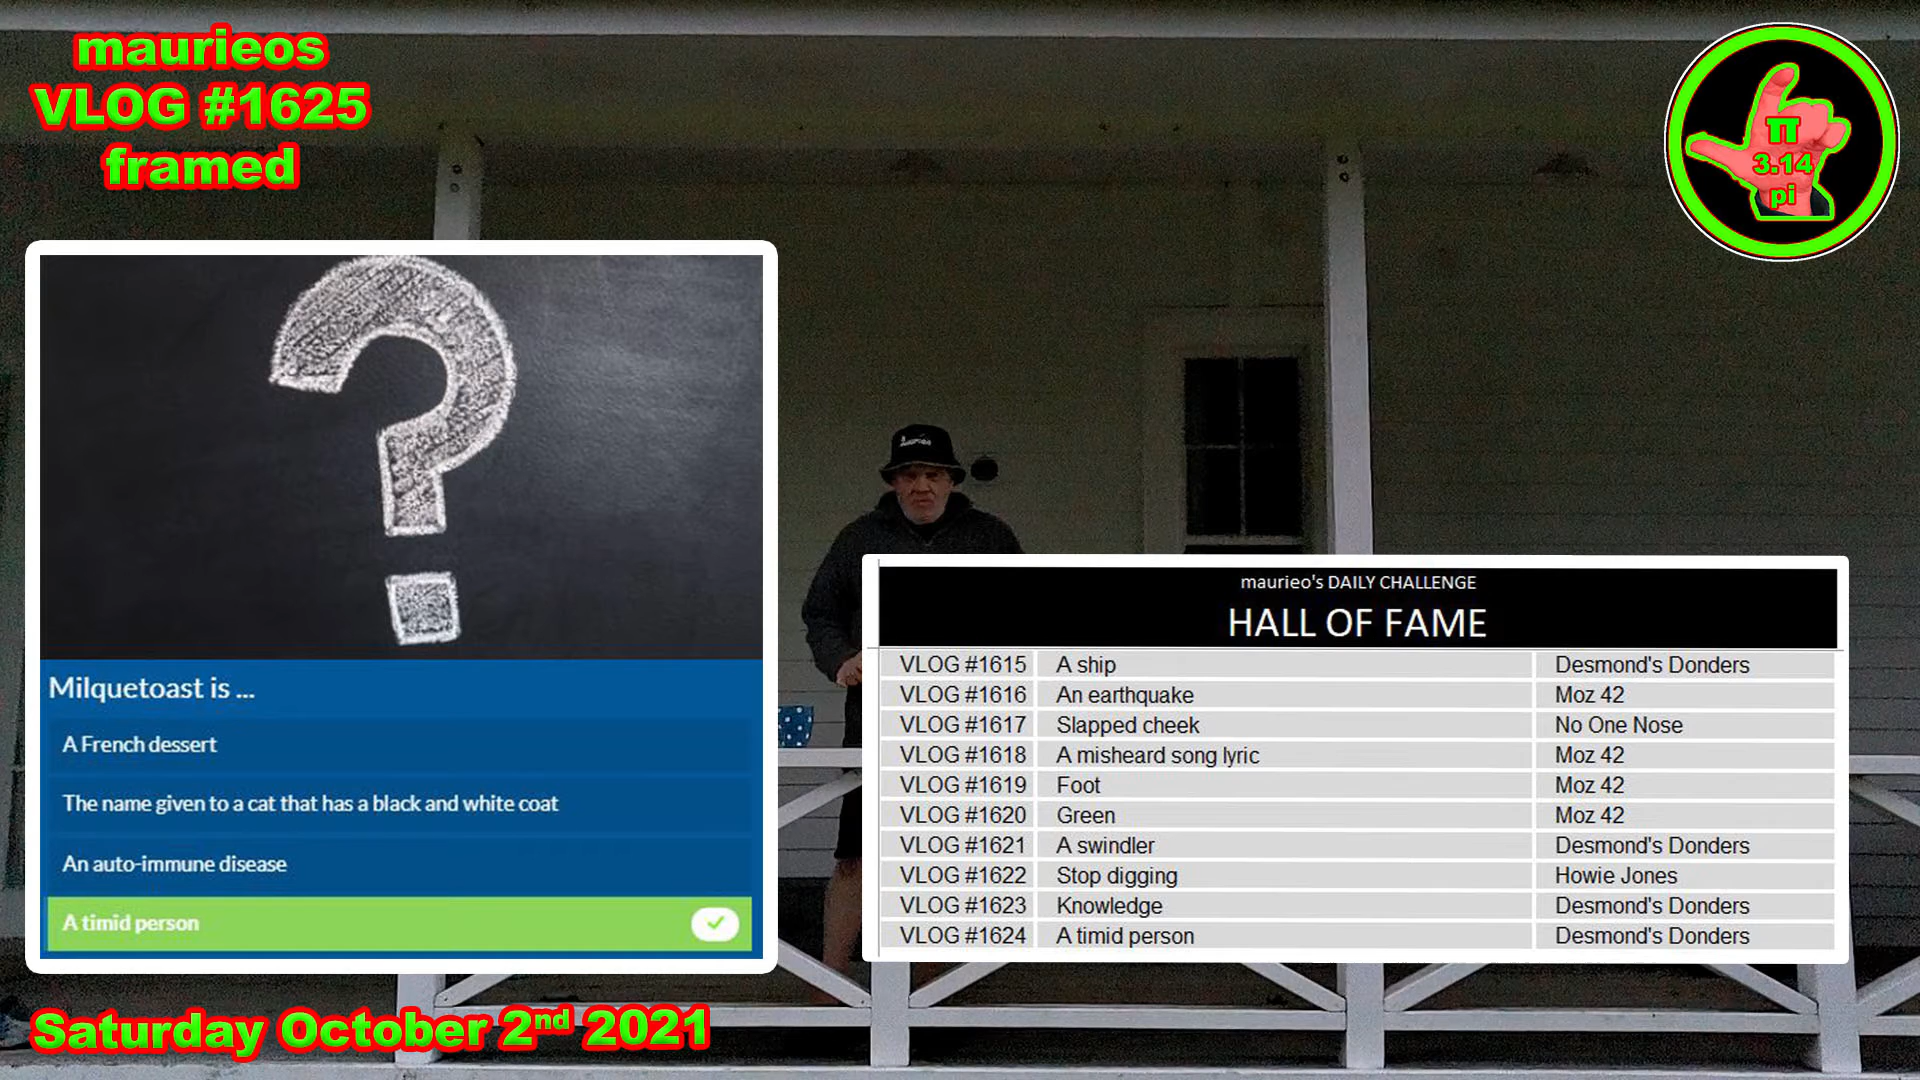 maurieos
VLOG #1625
framed
π
3.14
pi
Milquetoast is ...
A French dessert
The name given to a cat that has a black and white coat
An auto-immune disease
A timid person
maurieo's DAILY CHALLENGE
HALL OF FAME
VLOG #1615 A ship Desmond's Donders
VLOG #1616 An earthquake Moz 42
VLOG #1617 Slapped cheek No One Nose
VLOG #1618 A misheard song lyric Moz 42
VLOG #1619 Foot Moz 42
VLOG #1620 Green Moz 42
VLOG #1621 A swindler Desmond's Donders
VLOG #1622 Stop digging Howie Jones
VLOG #1623 Knowledge Desmond's Donders
VLOG #1624 A timid person Desmond's Donders
Saturday October 2nd 2021